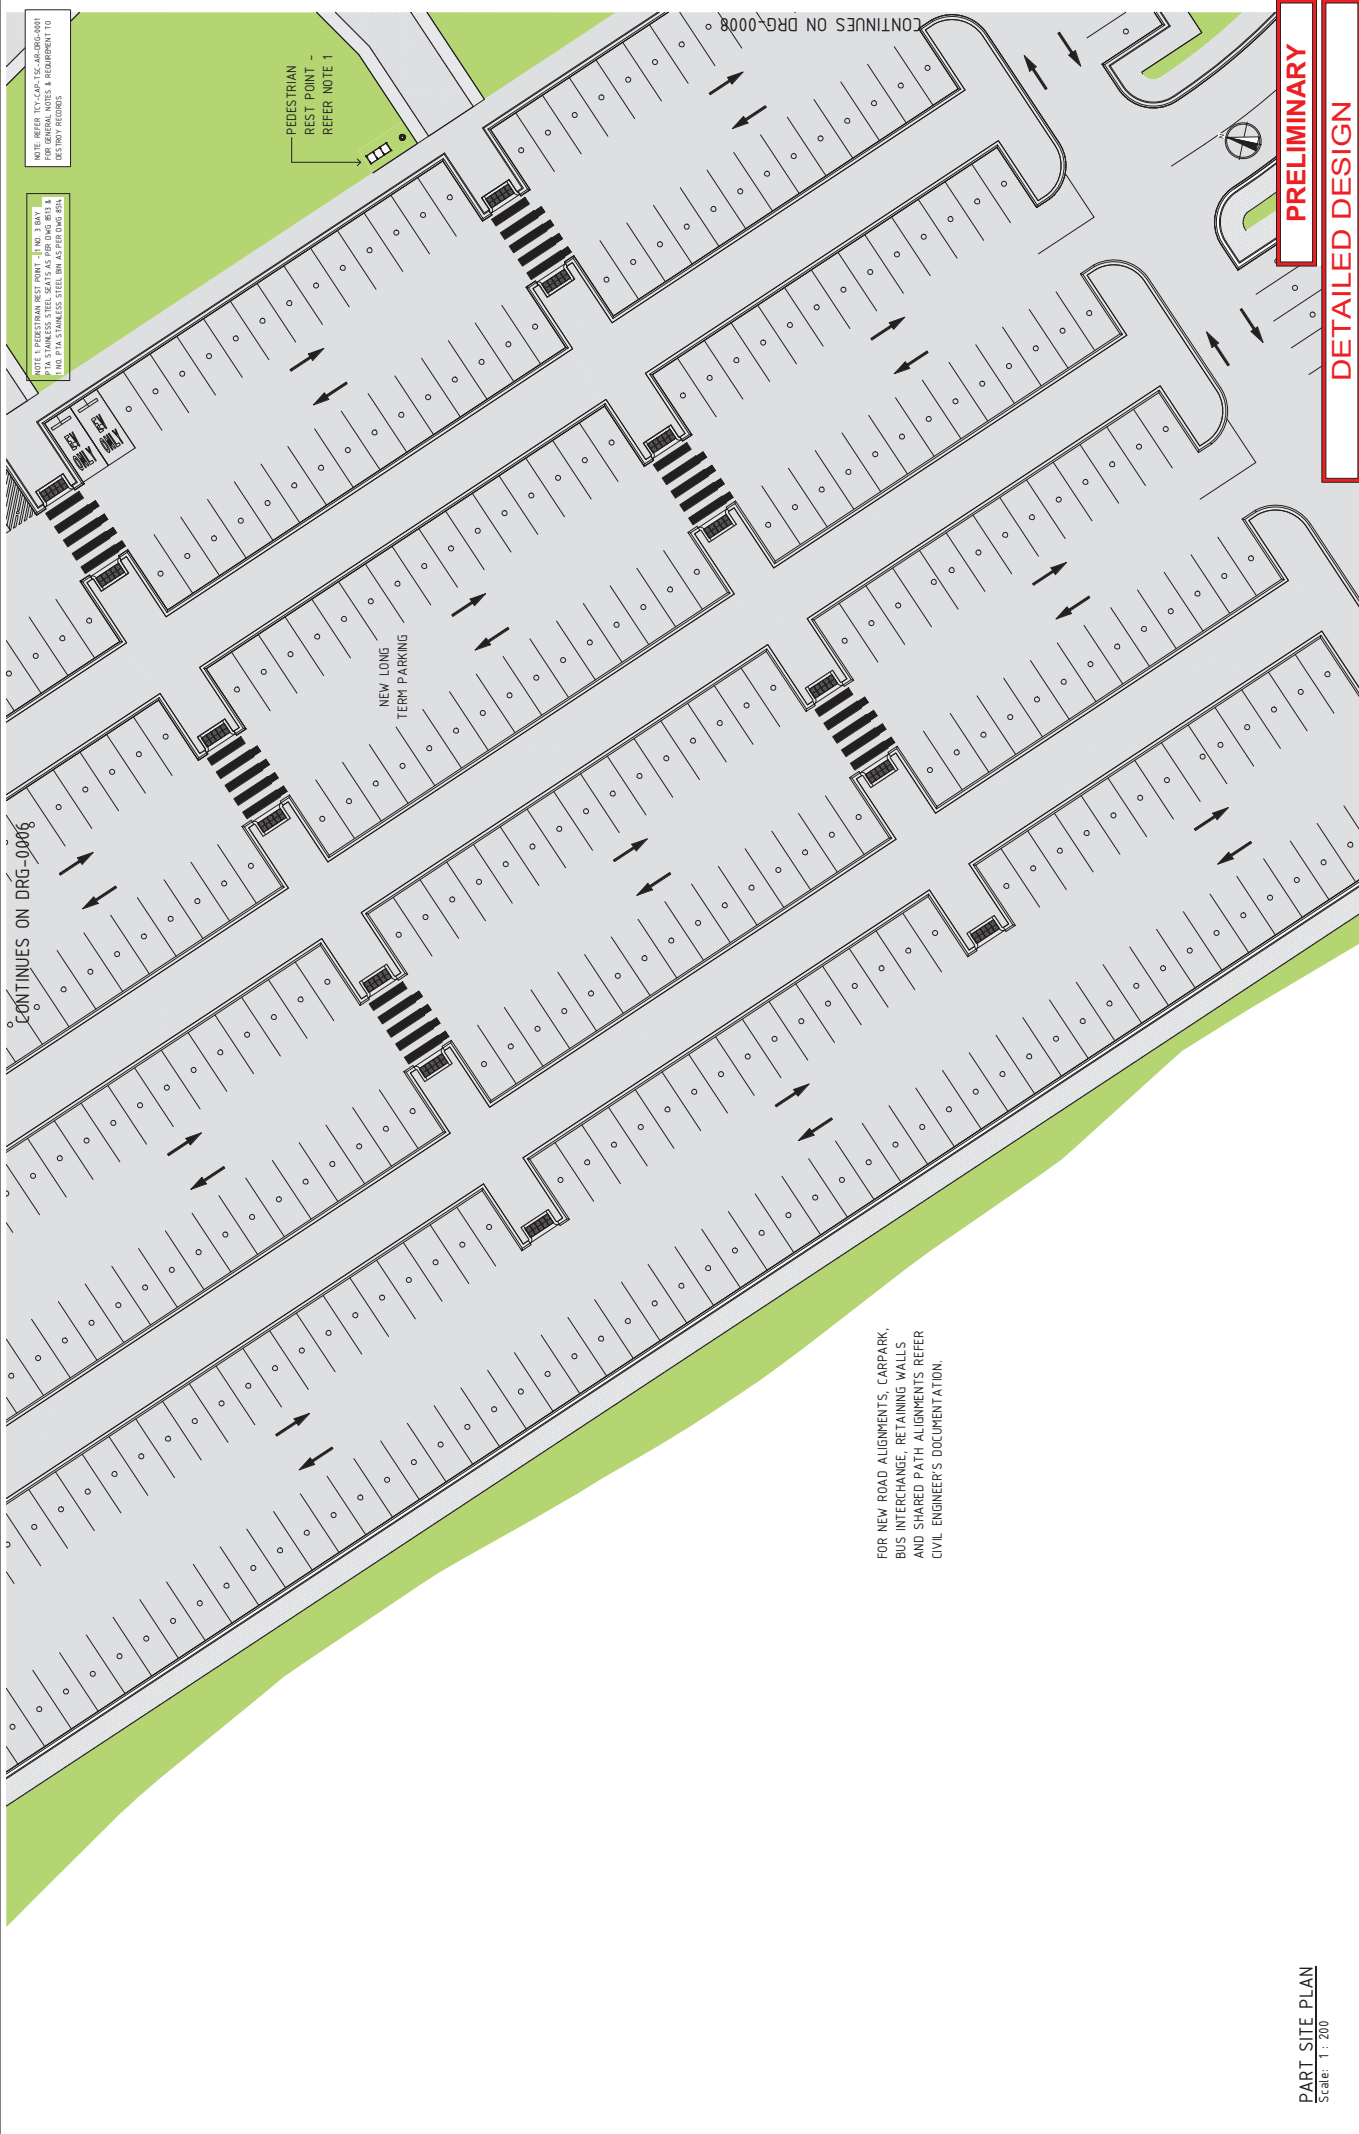 NOTE: REFER TCY-CAP-TSC-AR-DRG-0001
FOR GENERAL NOTES & REQUIREMENT TO
DESTROY RECORDS
NOTE 1: PEDESTRIAN REST POINT - 1 NO. 3 BAY
PTA STAINLESS STEEL SEATS AS PER DWG 8513 &
1 NO. PTA STAINLESS STEEL BIN AS PER DWG 8514
PEDESTRIAN
REST POINT -
REFER NOTE 1
CONTINUES ON DRG-0008
EV
ONLY
EV
ONLY
NEW LONG
TERM PARKING
CONTINUES ON DRG-0006
FOR NEW ROAD ALIGNMENTS, CARPARK,
BUS INTERCHANGE, RETAINING WALLS
AND SHARED PATH ALIGNMENTS REFER
CIVIL ENGINEER'S DOCUMENTATION.
N
PRELIMINARY
DETAILED DESIGN
PART SITE PLAN
Scale: 1 : 200